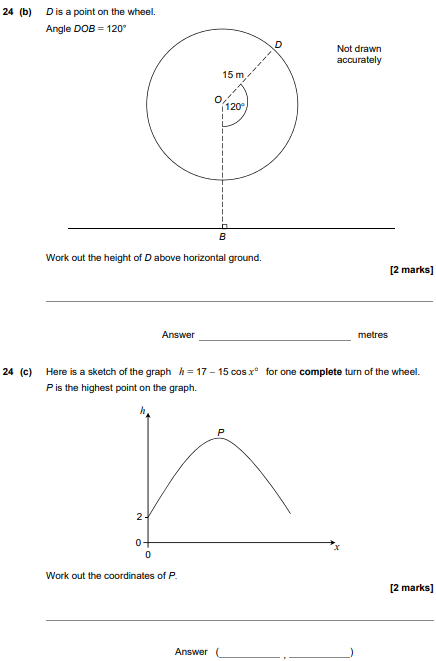 24 (b) D is a point on the wheel.
Angle DOB = 120°
D
Not drawn
accurately
15 m
O
120°
B
Work out the height of D above horizontal ground.
[2 marks]
Answer metres
24 (c) Here is a sketch of the graph h = 17 – 15 cos x° for one complete turn of the wheel.
P is the highest point on the graph.
h
P
2
0
0
x
Work out the coordinates of P.
[2 marks]
Answer ( , )